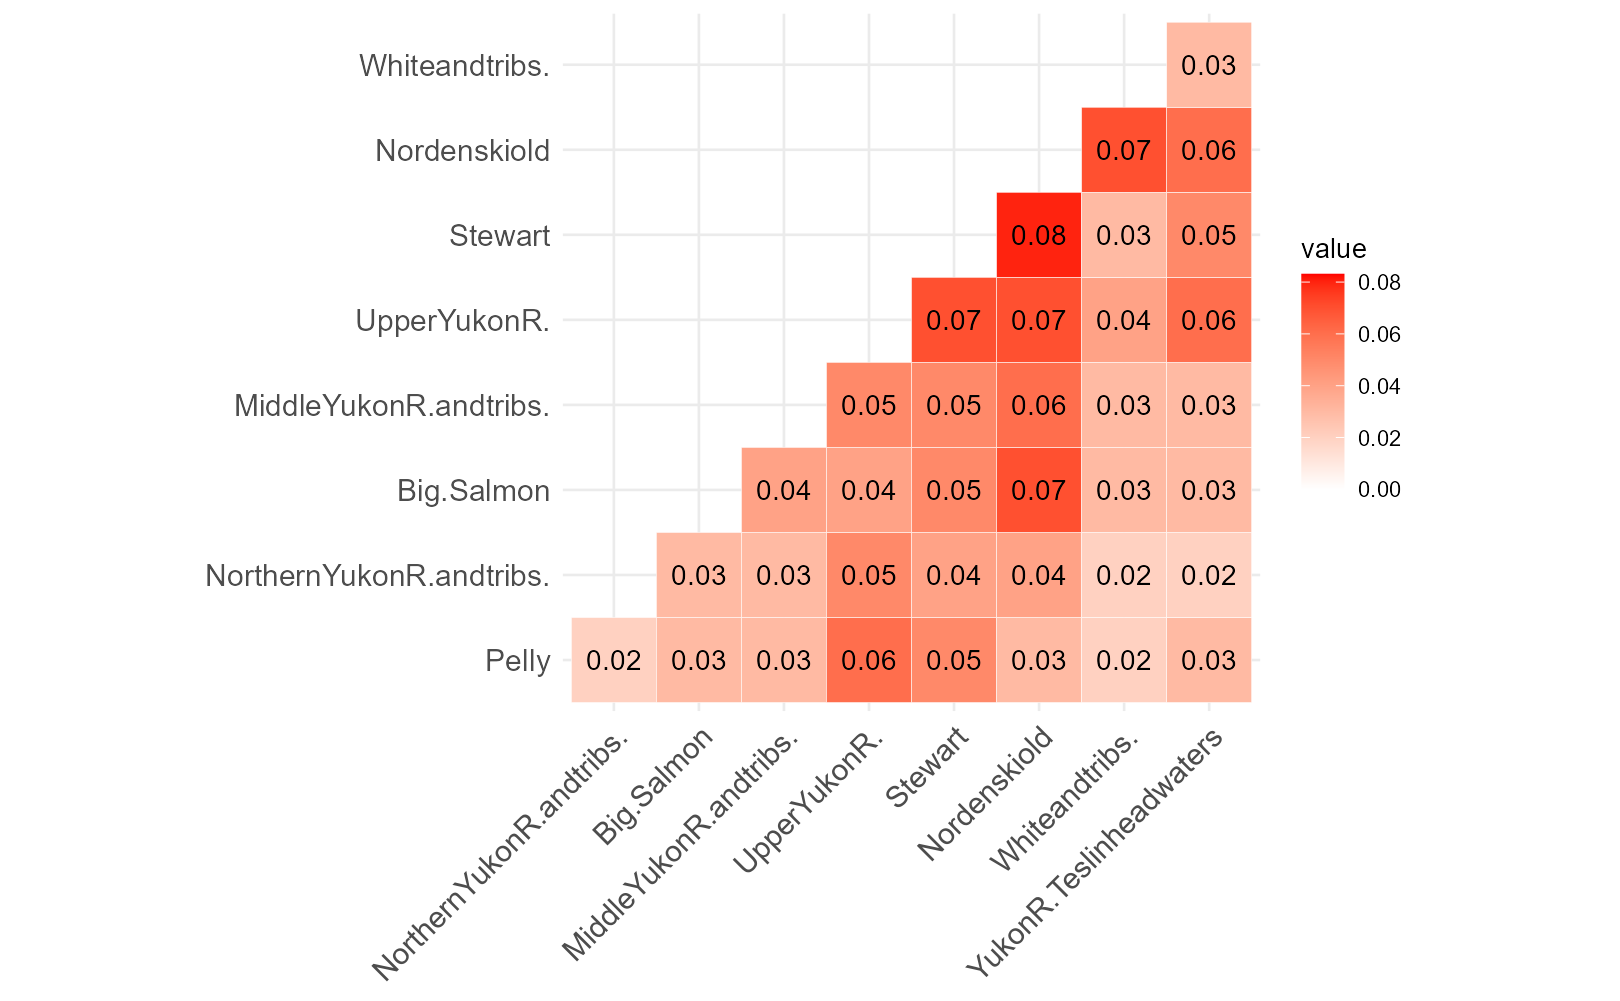 Whiteandtribs. 0.03
Nordenskiold 0.07 0.06
Stewart 0.08 0.03 0.05
UpperYukonR. 0.07 0.07 0.04 0.06
MiddleYukonR.andtribs. 0.05 0.05 0.06 0.03 0.03
Big.Salmon 0.04 0.04 0.05 0.07 0.03 0.03
NorthernYukonR.andtribs. 0.03 0.03 0.05 0.04 0.04 0.02 0.02
Pelly 0.02 0.03 0.03 0.06 0.05 0.03 0.02 0.03
NorthernYukonR.andtribs.
Big.Salmon
MiddleYukonR.andtribs.
UpperYukonR.
Stewart
Nordenskiold
Whiteandtribs.
YukonR.Teslinheadwaters
value
0.08
0.06
0.04
0.02
0.00